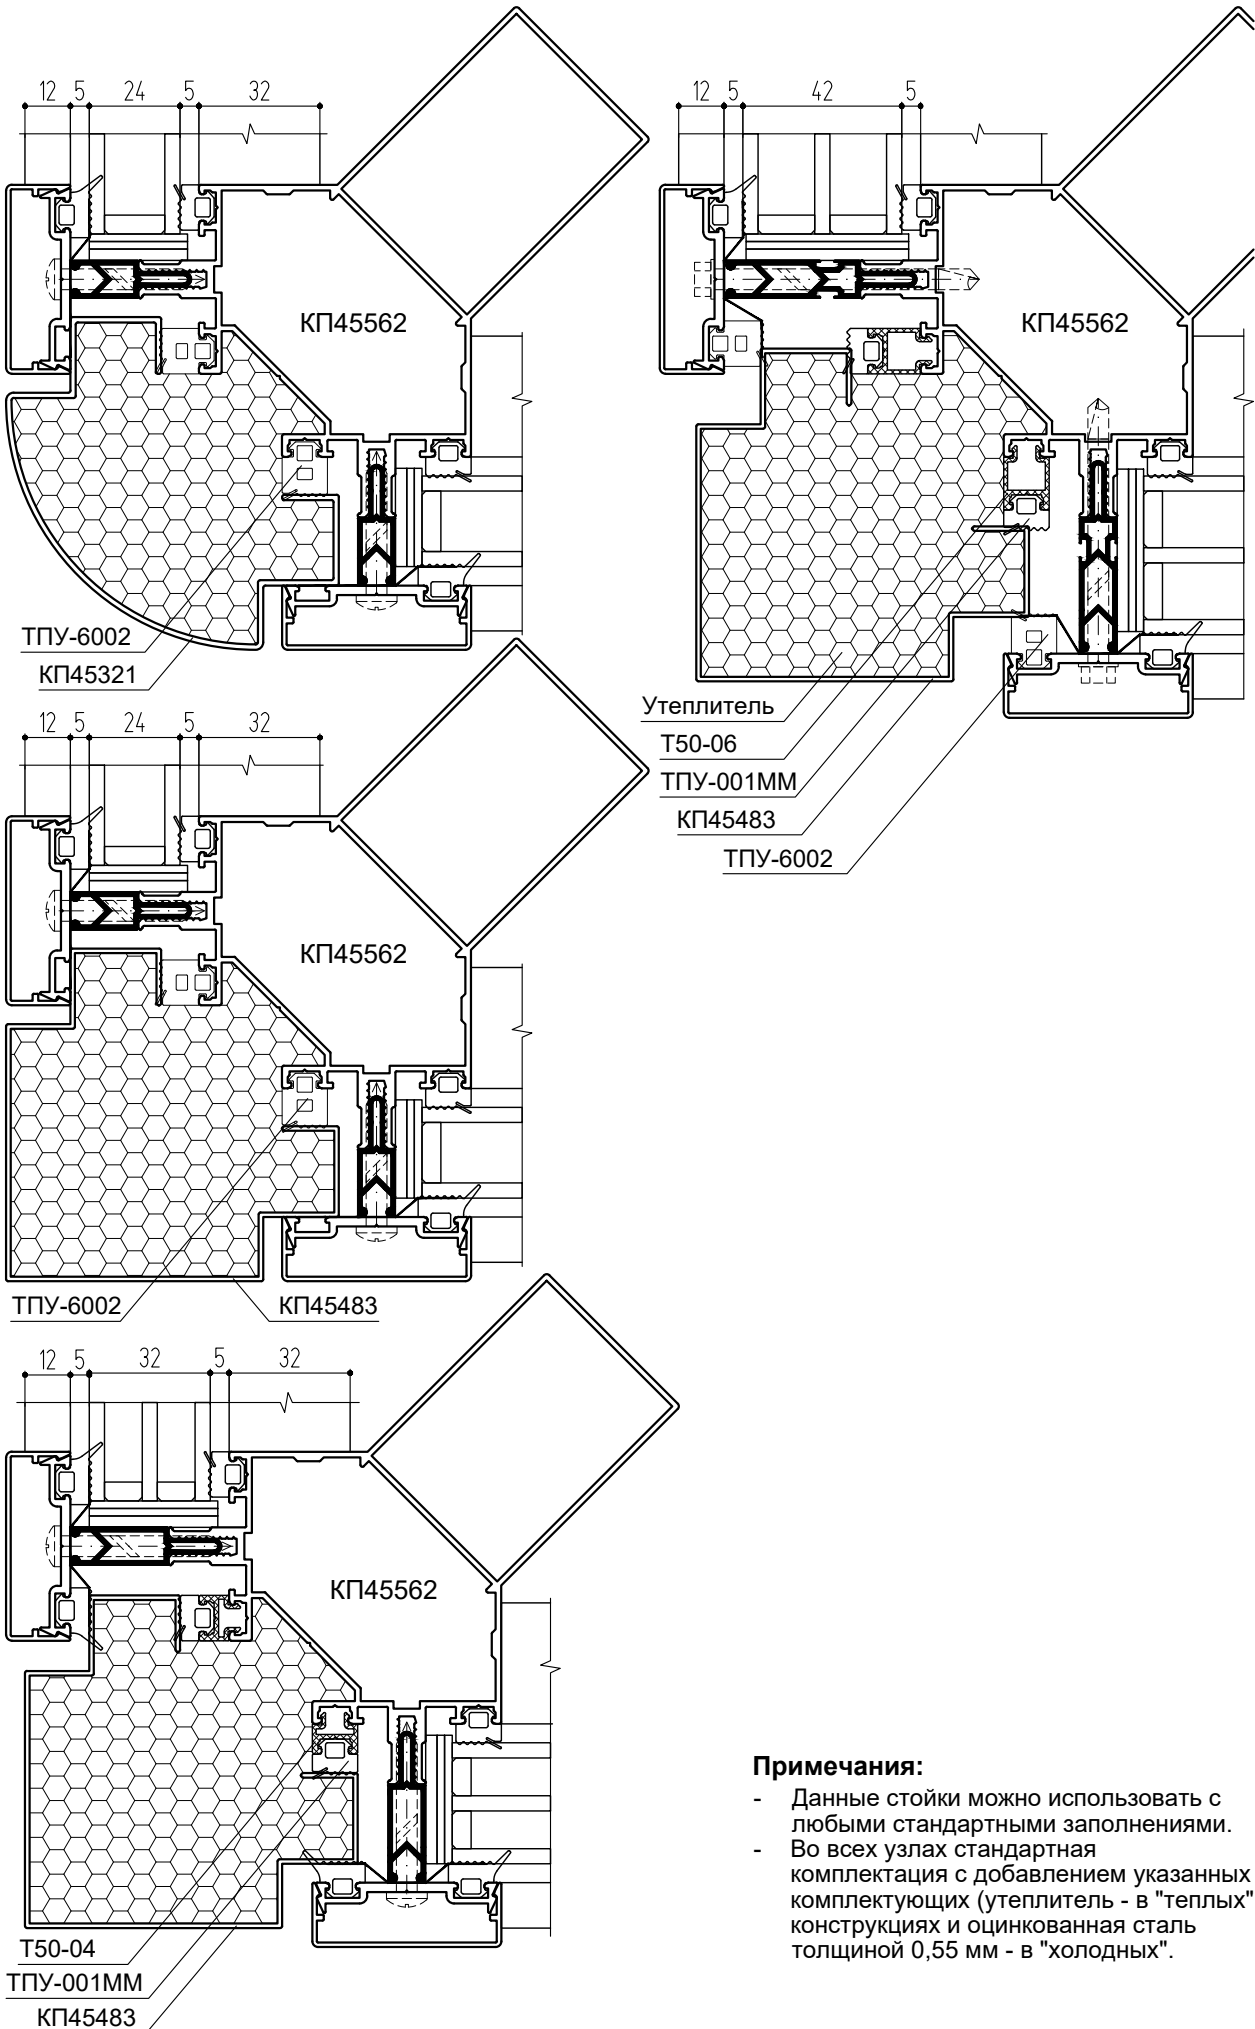 12 5 24 5 32
КП45562
ТПУ-6002
КП45321
12 5 42 5
КП45562
Утеплитель
Т50-06
ТПУ-001ММ
КП45483
ТПУ-6002
12 5 24 5 32
КП45562
ТПУ-6002
КП45483
12 5 32 5 32
КП45562
Т50-04
ТПУ-001ММ
КП45483
Примечания:
- Данные стойки можно использовать с
любыми стандартными заполнениями.
- Во всех узлах стандартная
комплектация с добавлением указанных
комплектующих (утеплитель - в "теплых"
конструкциях и оцинкованная сталь
толщиной 0,55 мм - в "холодных".